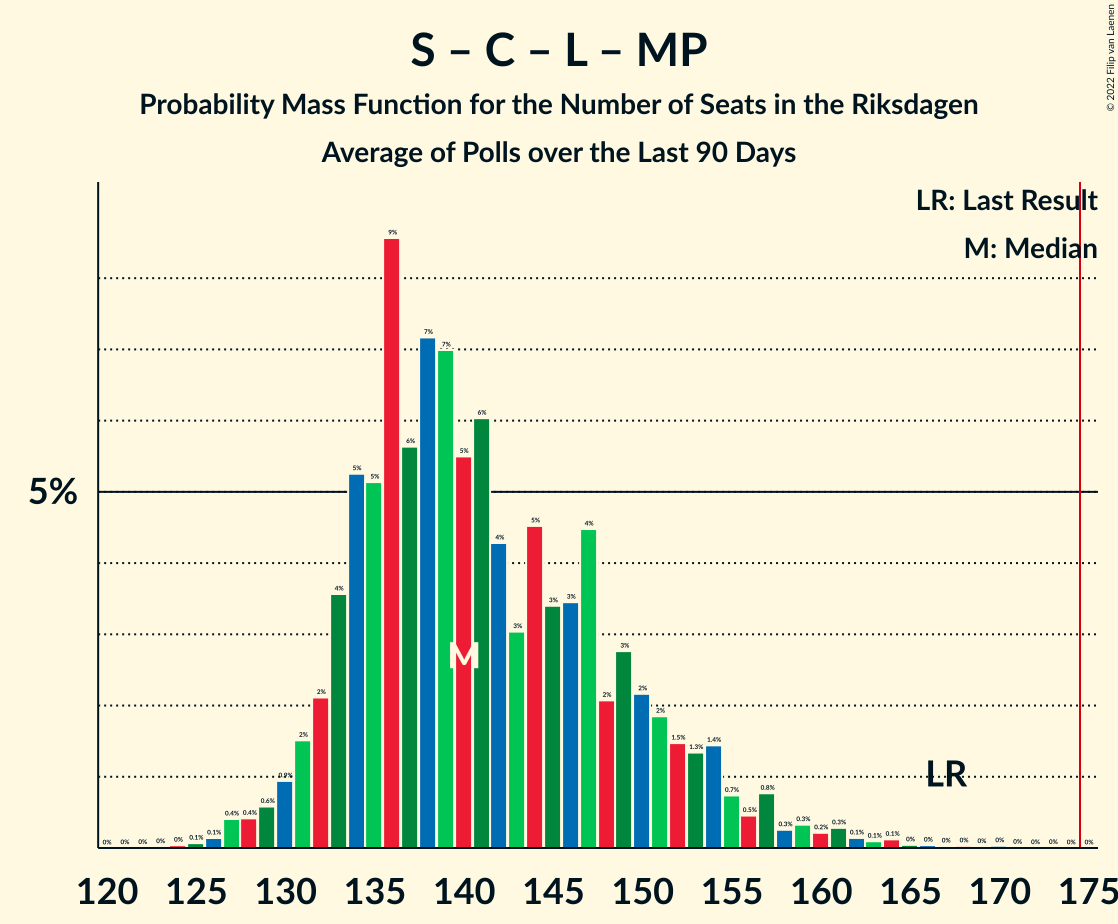 S – C – L – MP
Probability Mass Function for the Number of Seats in the Riksdagen
Average of Polls over the Last 90 Days
© 2022 Filip van Laenen
LR: Last Result
M: Median
5%
0% 0% 0% 0% 0% 0.1% 0.1% 0.4% 0.4% 0.6% 0.9% 2% 2% 4% 5% 5% 9% 6% 7% 7% 5% 6% 4% 3% 5% 3% 3% 4% 2% 3% 2% 2% 1.5% 1.3% 1.4% 0.7% 0.5% 0.8% 0.3% 0.3% 0.2% 0.3% 0.1% 0.1% 0.1% 0% 0% 0% 0% 0% 0% 0% 0% 0% 0% 0%
M
LR
120 125 130 135 140 145 150 155 160 165 170 175